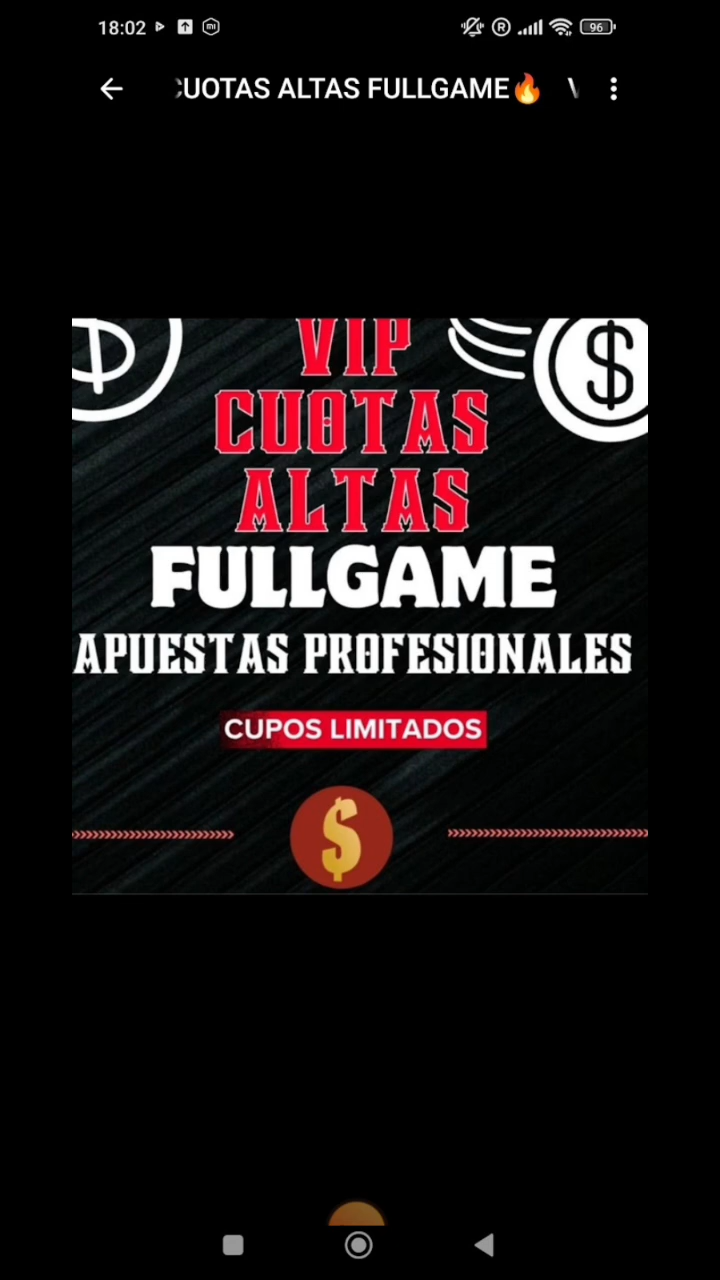 18:02
96
CUOTAS ALTAS FULLGAME🔥
VIP
CUOTAS
ALTAS
FULLGAME
APUESTAS PROFESIONALES
CUPOS LIMITADOS